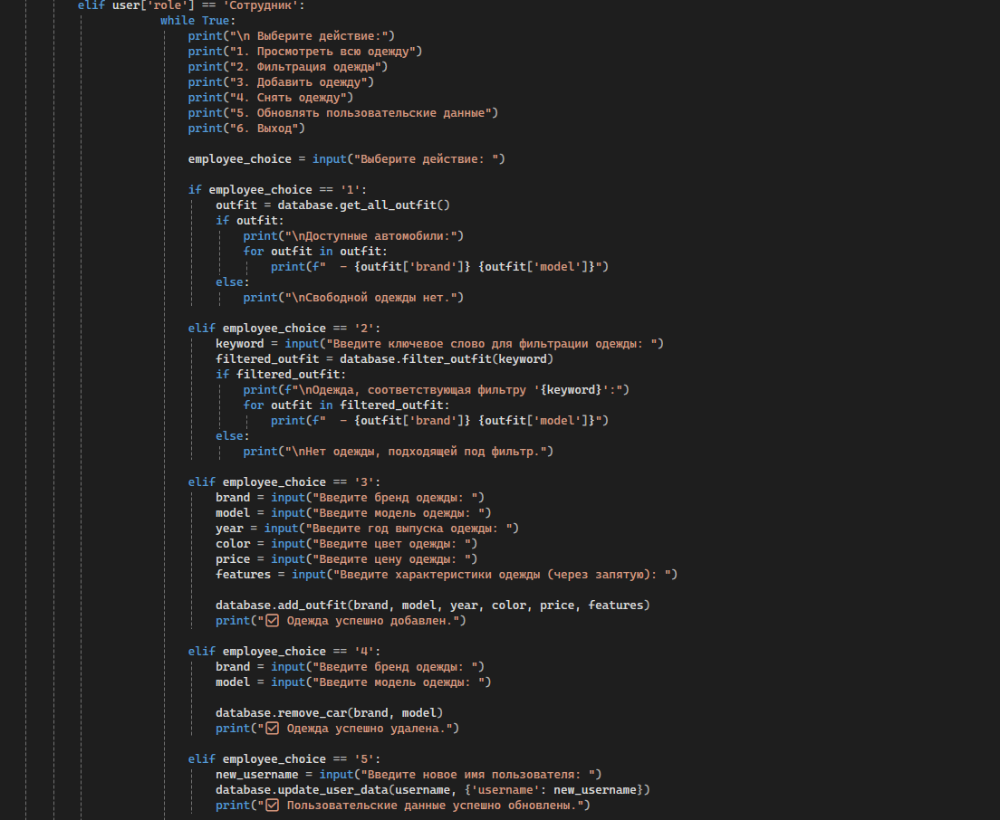 elif user['role'] == 'Сотрудник':
while True:
print("\n Выберите действие:")
print("1. Просмотреть всю одежду")
print("2. Фильтрация одежды")
print("3. Добавить одежду")
print("4. Снять одежду")
print("5. Обновлять пользовательские данные")
print("6. Выход")
employee_choice = input("Выберите действие: ")
if employee_choice == '1':
outfit = database.get_all_outfit()
if outfit:
print("\nДоступные автомобили:")
for outfit in outfit:
print(f"  - {outfit['brand']} {outfit['model']}")
else:
print("\nСвободной одежды нет.")
elif employee_choice == '2':
keyword = input("Введите ключевое слово для фильтрации одежды: ")
filtered_outfit = database.filter_outfit(keyword)
if filtered_outfit:
print(f"\nОдежда, соответствующая фильтру '{keyword}':")
for outfit in filtered_outfit:
print(f"  - {outfit['brand']} {outfit['model']}")
else:
print("\nНет одежды, подходящей под фильтр.")
elif employee_choice == '3':
brand = input("Введите бренд одежды: ")
model = input("Введите модель одежды: ")
year = input("Введите год выпуска одежды: ")
color = input("Введите цвет одежды: ")
price = input("Введите цену одежды: ")
features = input("Введите характеристики одежды (через запятую): ")
database.add_outfit(brand, model, year, color, price, features)
print("✅ Одежда успешно добавлен.")
elif employee_choice == '4':
brand = input("Введите бренд одежды: ")
model = input("Введите модель одежды: ")
database.remove_car(brand, model)
print("✅ Одежда успешно удалена.")
elif employee_choice == '5':
new_username = input("Введите новое имя пользователя: ")
database.update_user_data(username, {'username': new_username})
print("✅ Пользовательские данные успешно обновлены.")